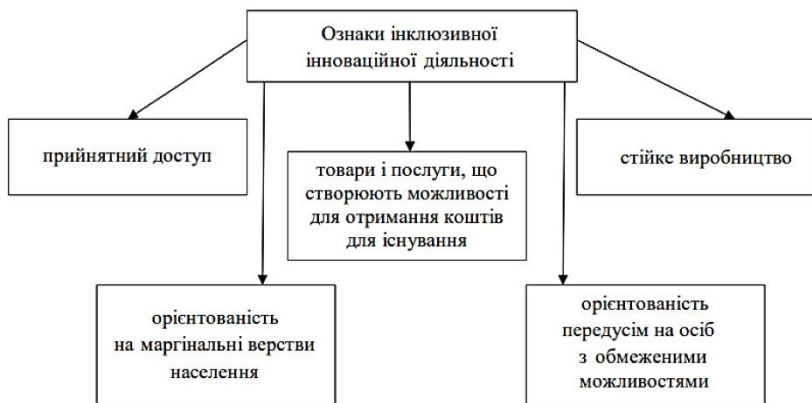 Ознаки інклюзивної
інноваційної діяльності
прийнятний доступ
товари і послуги, що
створюють можливості
для отримання коштів
для існування
стійке виробництво
орієнтованість
на маргінальні верстви
населення
орієнтованість
передусім на осіб
з обмеженими
можливостями